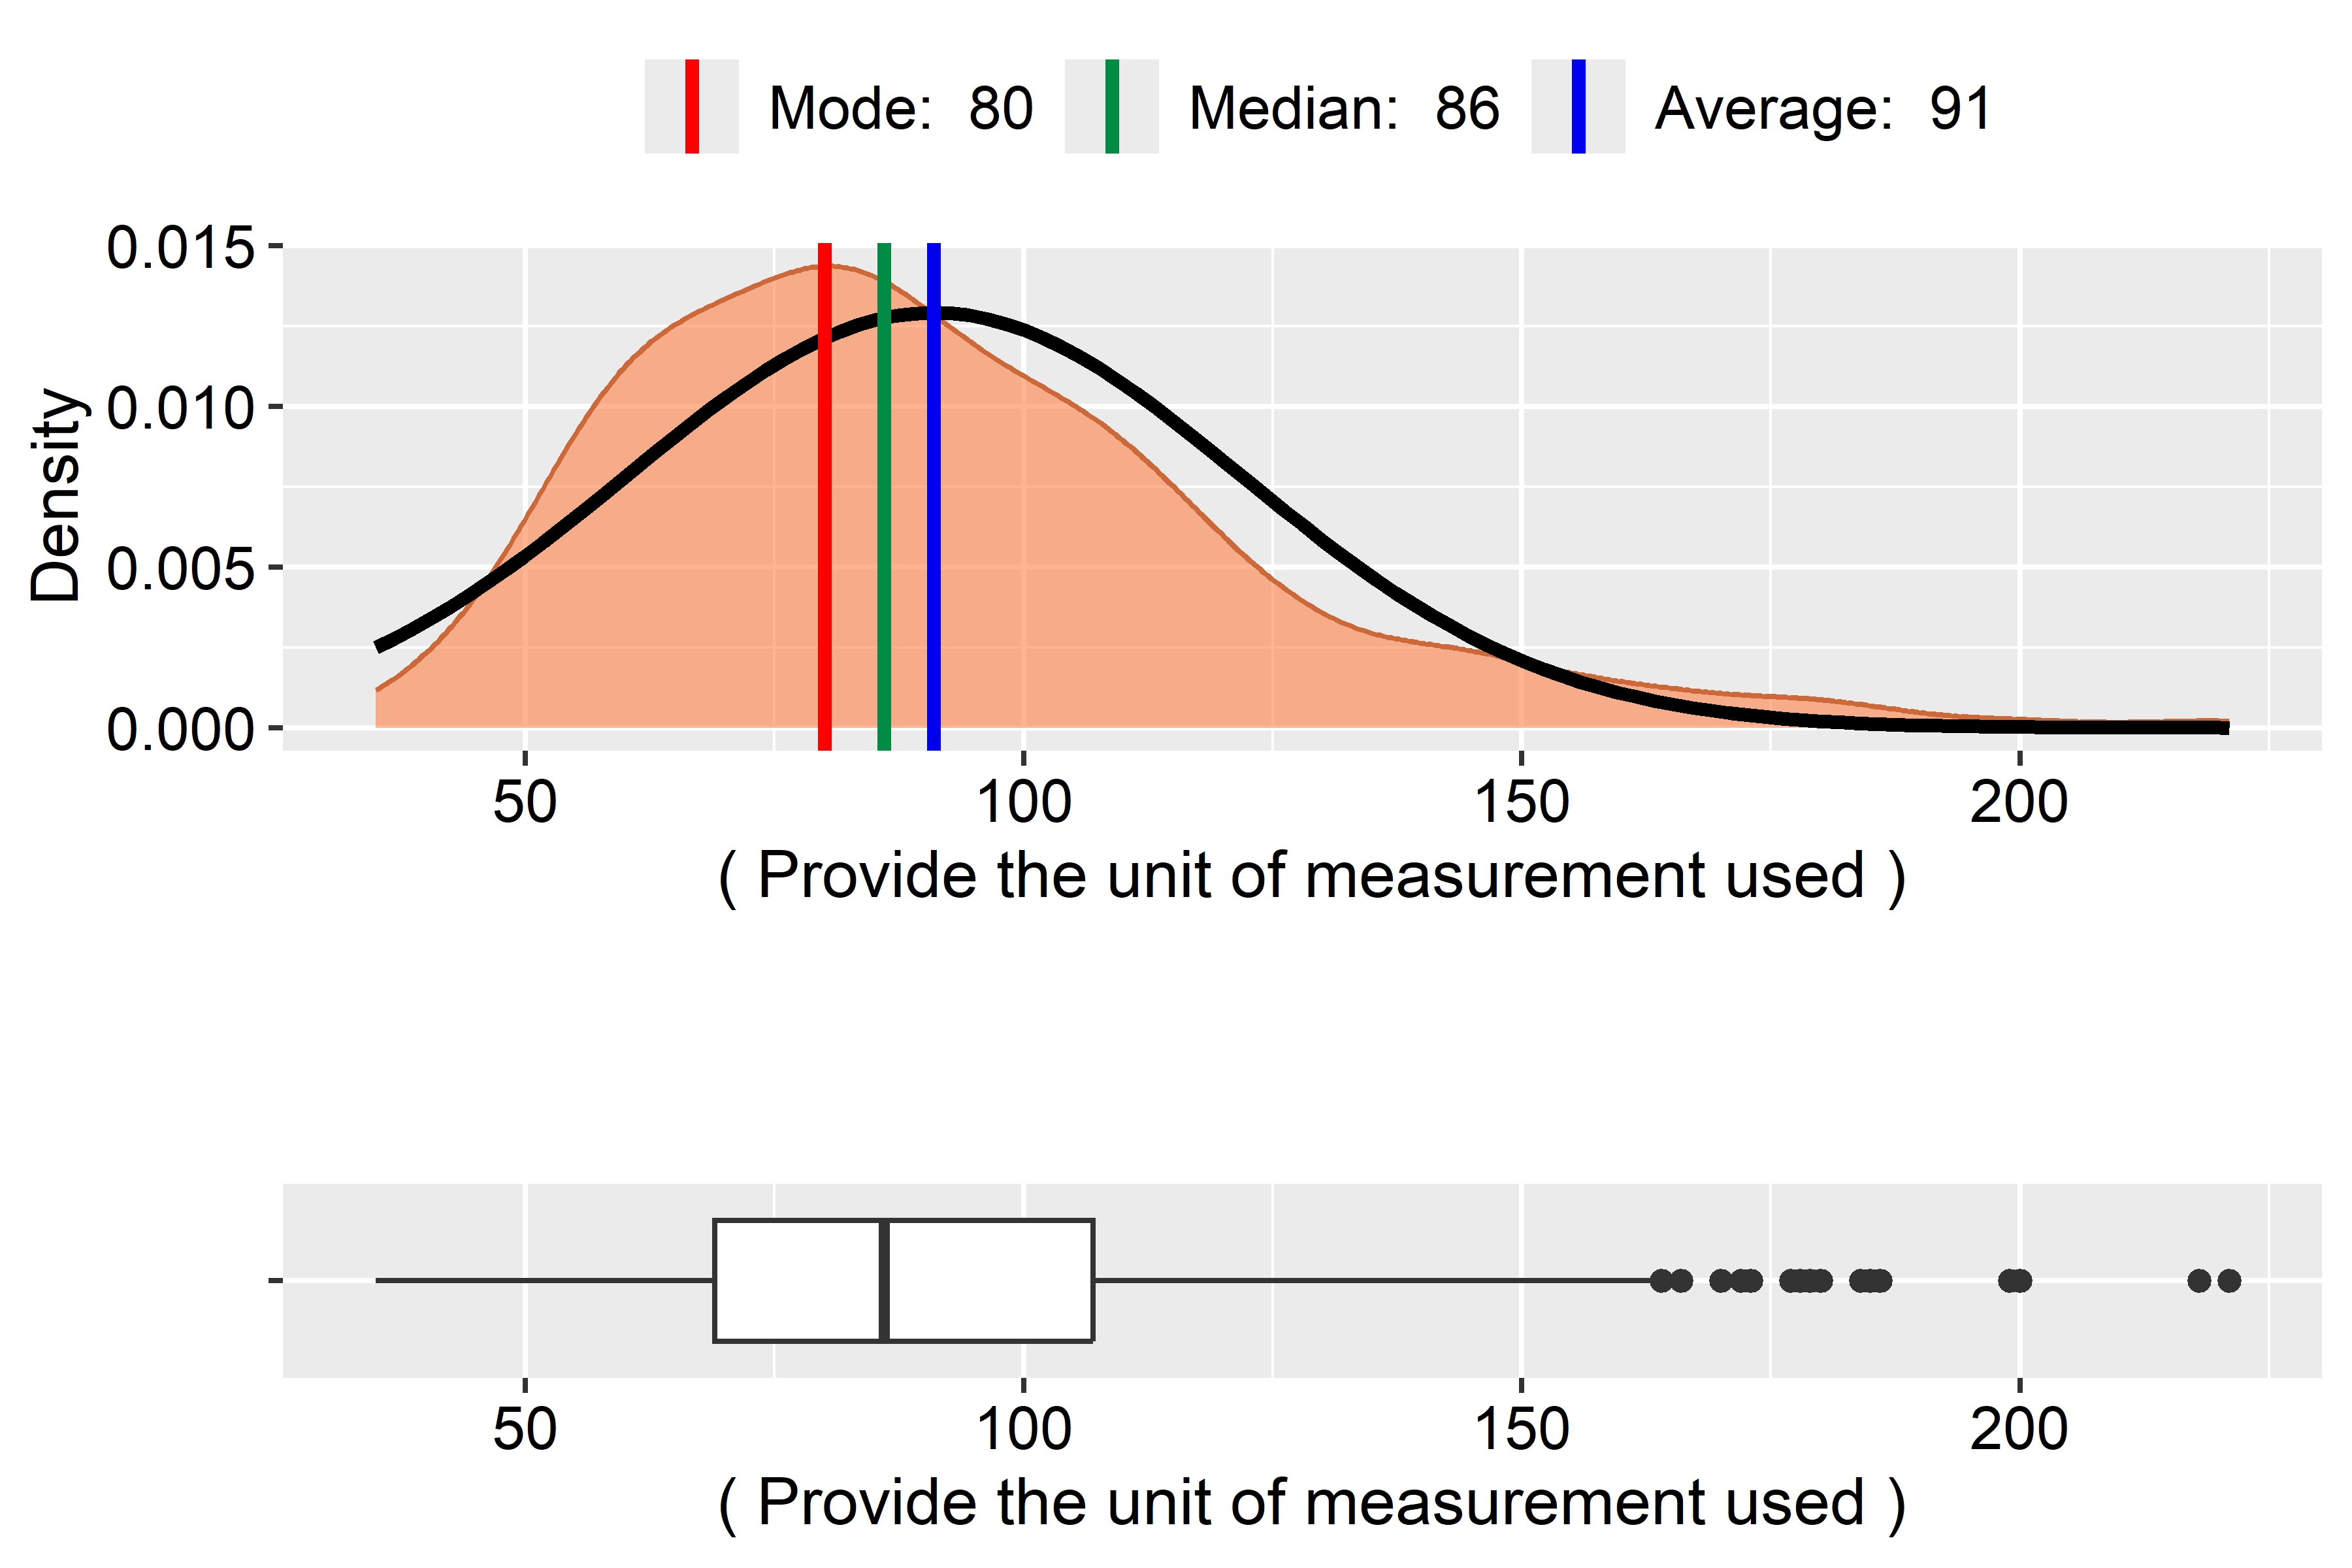 Mode: 80 Median: 86 Average: 91
0.015
0.010
0.005
0.000
Density
50 100 150 200
( Provide the unit of measurement used )
50 100 150 200
( Provide the unit of measurement used )